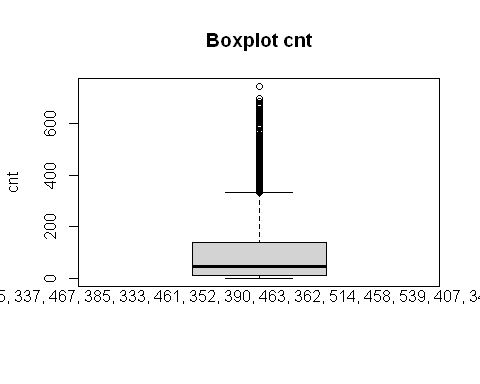 Boxplot cnt
600
400
200
0
cnt
337, 467, 385, 333, 461, 352, 390, 463, 362, 514, 458, 539, 407,